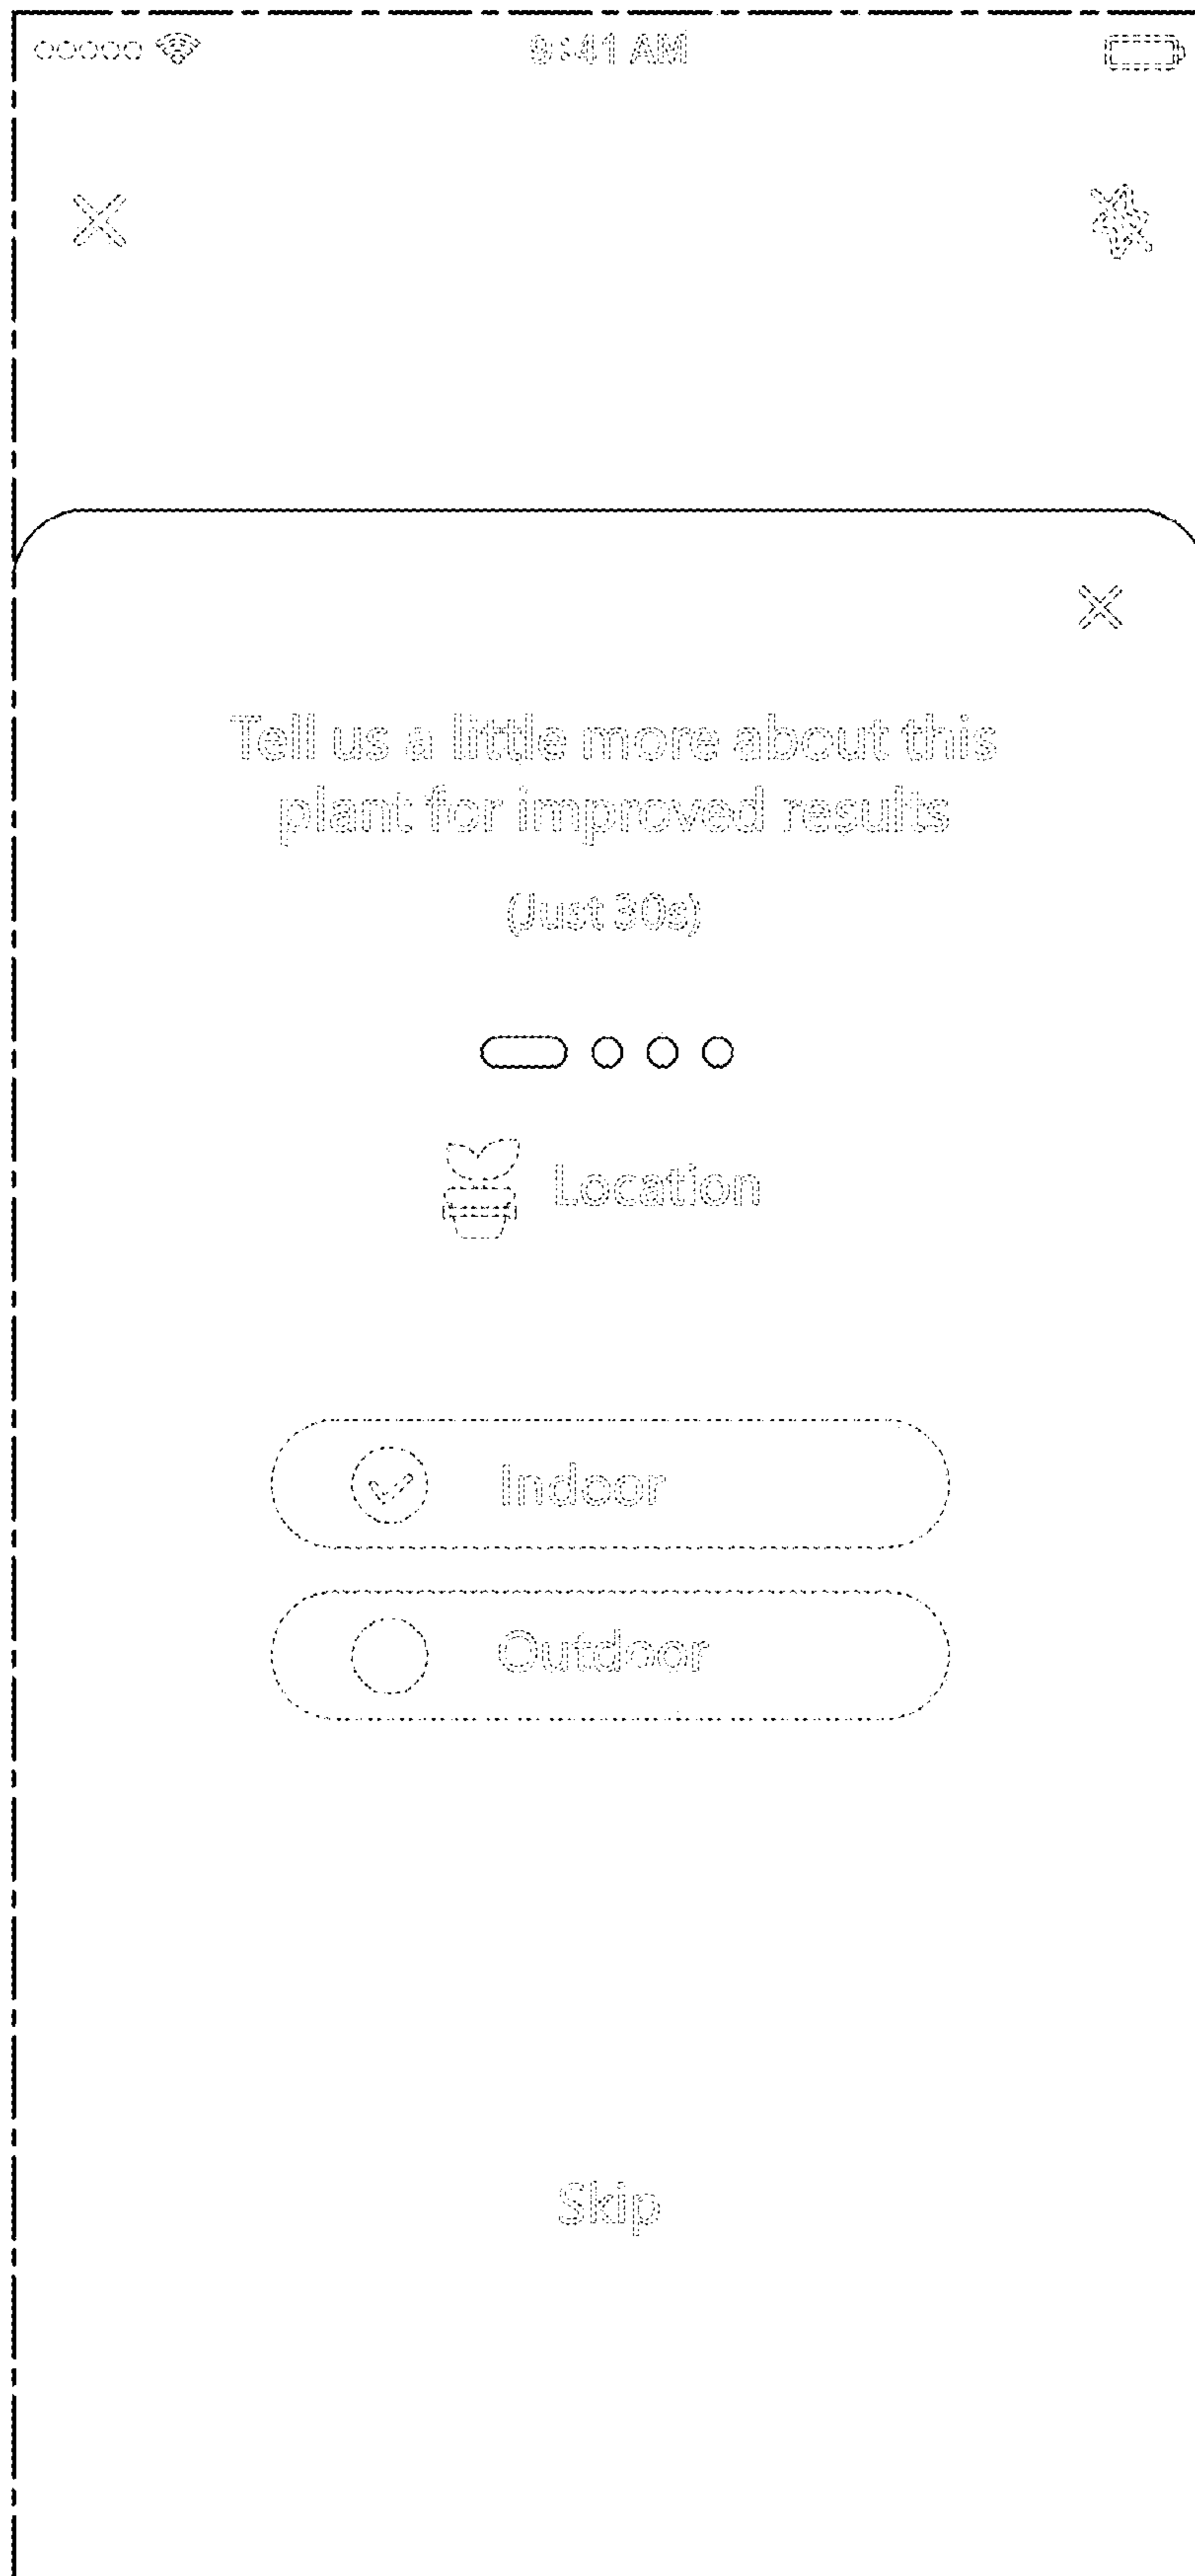 9:41 AM
Tell us a little more about this
plant for improved results
(Just 30s)
Location
Indoor
Outdoor
Skip